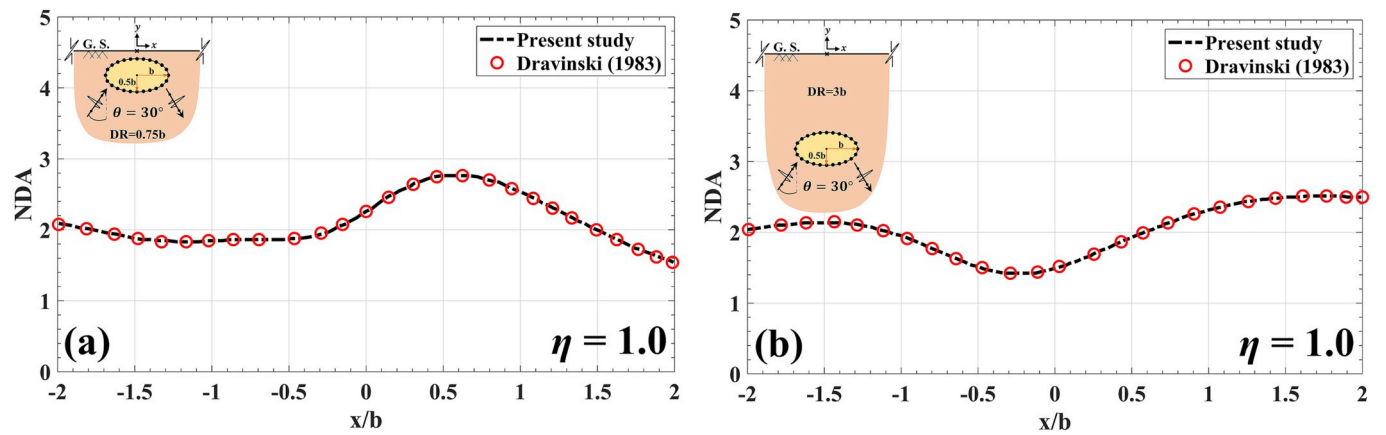 5
4
3
2
1
0
NDA
G. S.
y
x
b
0.5b
θ = 30°
DR=0.75b
Present study
Dravinski (1983)
(a)
η = 1.0
-2 -1.5 -1 -0.5 0 0.5 1 1.5 2
x/b
5
4
3
2
1
0
NDA
G. S.
y
x
DR=3b
b
0.5b
θ = 30°
Present study
Dravinski (1983)
(b)
η = 1.0
-2 -1.5 -1 -0.5 0 0.5 1 1.5 2
x/b